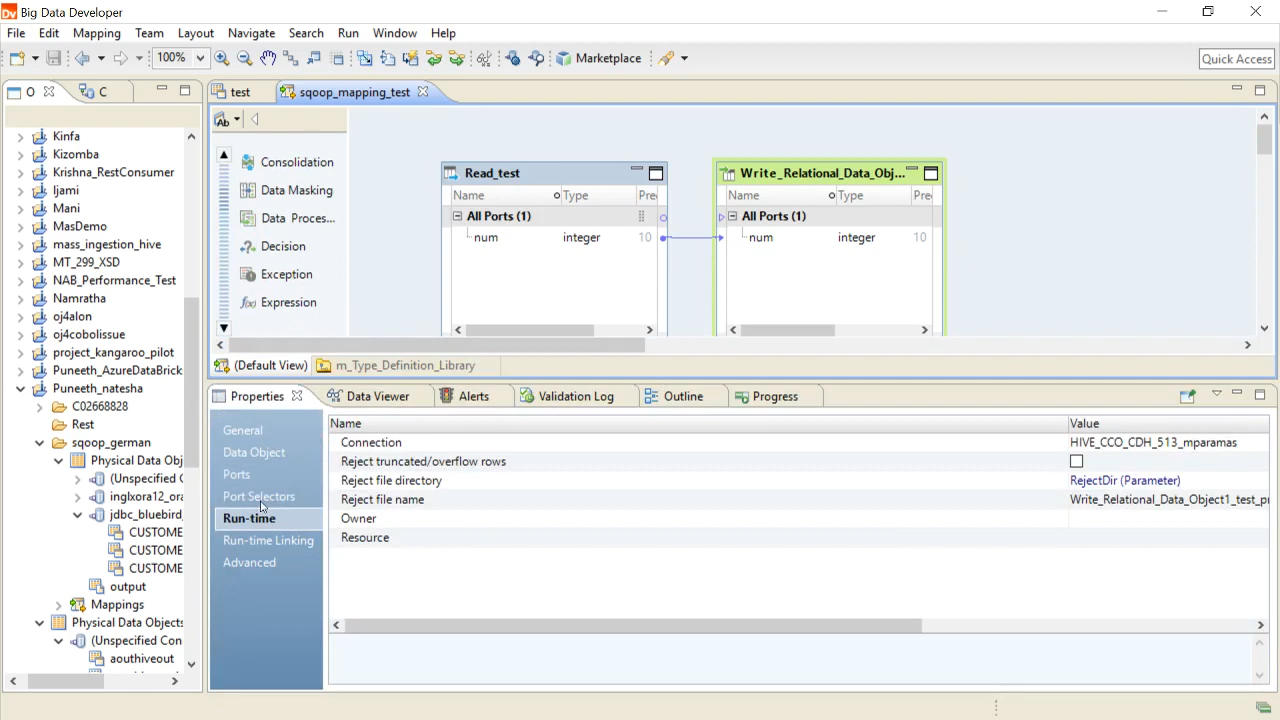 Dv Big Data Developer
File Edit Mapping Team Layout Navigate Search Run Window Help
100% Marketplace Quick Access
O C test sqoop_mapping_test
Kinfa
Kizomba
Krishna_RestConsumer
Ljami
Mani
MasDemo
mass_ingestion_hive
MT_299_XSD
NAB_Performance_Test
Namratha
oj4alon
oj4cobolissue
project_kangaroo_pilot
Puneeth_AzureDataBrick
Puneeth_natesha
C02668828
Rest
sqoop_german
Physical Data Obj
(Unspecified C
inglxora12_ora
jdbc_bluebird
CUSTOME
CUSTOME
CUSTOME
output
Mappings
Physical Data Objects
(Unspecified Con
aouthiveout
Ab
Consolidation
Data Masking
Data Proces...
Decision
Exception
f(x) Expression
Read_test
Name Type P
All Ports (1)
num integer 1
Write_Relational_Data_Obj...
Name Type
All Ports (1)
num integer
(Default View) m_Type_Definition_Library
Properties Data Viewer Alerts Validation Log Outline Progress
General
Data Object
Ports
Port Selectors
Run-time
Run-time Linking
Advanced
Name Value
Connection HIVE_CCO_CDH_513_mparamas
Reject truncated/overflow rows
Reject file directory RejectDir (Parameter)
Reject file name Write_Relational_Data_Object1_test_p
Owner
Resource